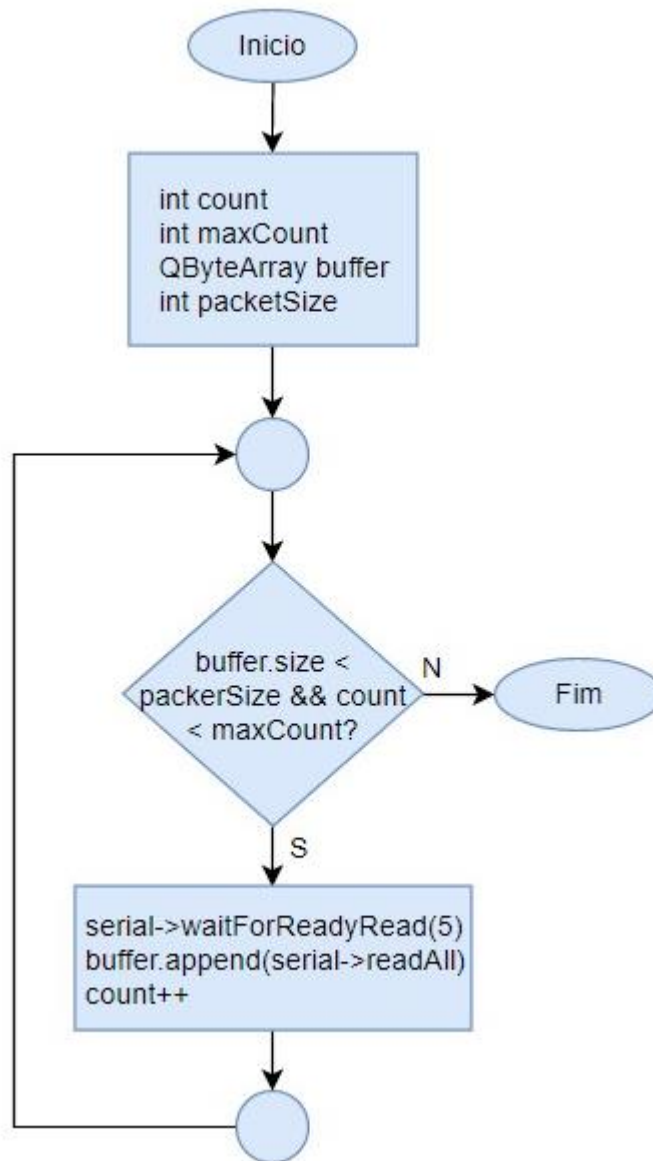 Inicio
int count
int maxCount
QByteArray buffer
int packetSize
buffer.size <
packerSize && count
< maxCount?
N
Fim
S
serial->waitForReadyRead(5)
buffer.append(serial->readAll)
count++